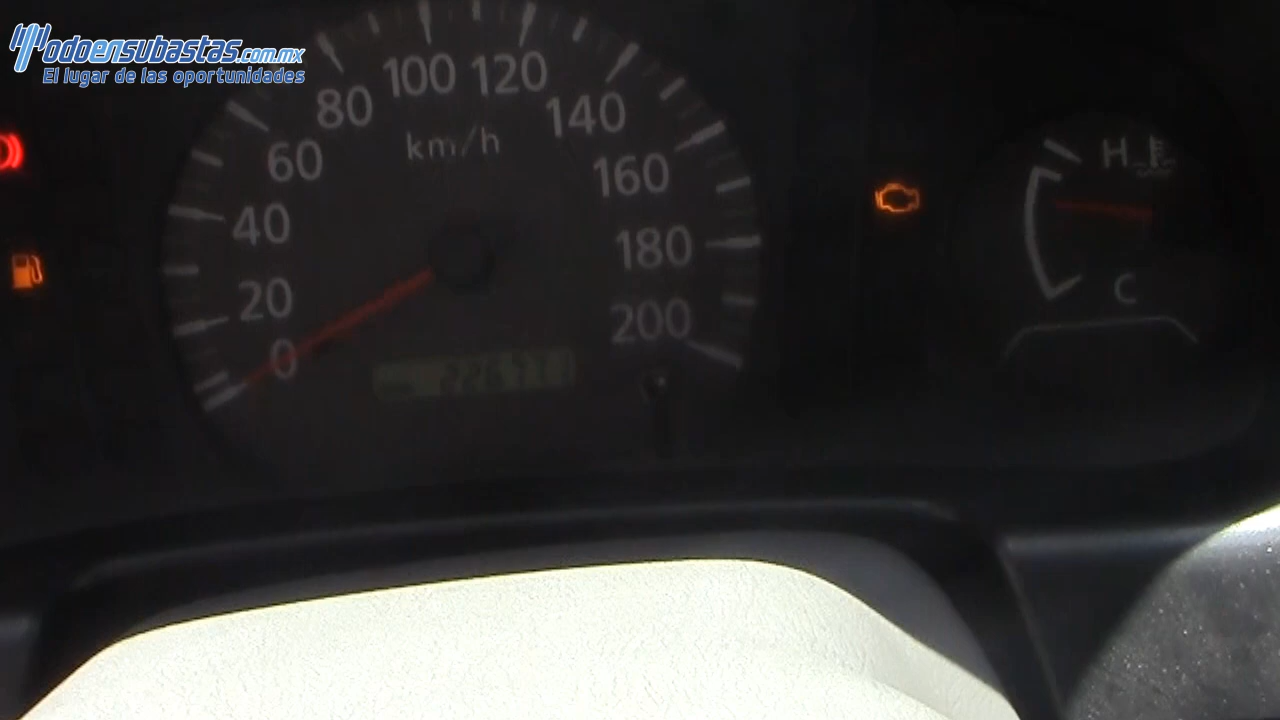 Todoensubastas.com.mx
El lugar de las oportunidades
0
20
40
60
80
100
120
140
160
180
200
km/h
H
C